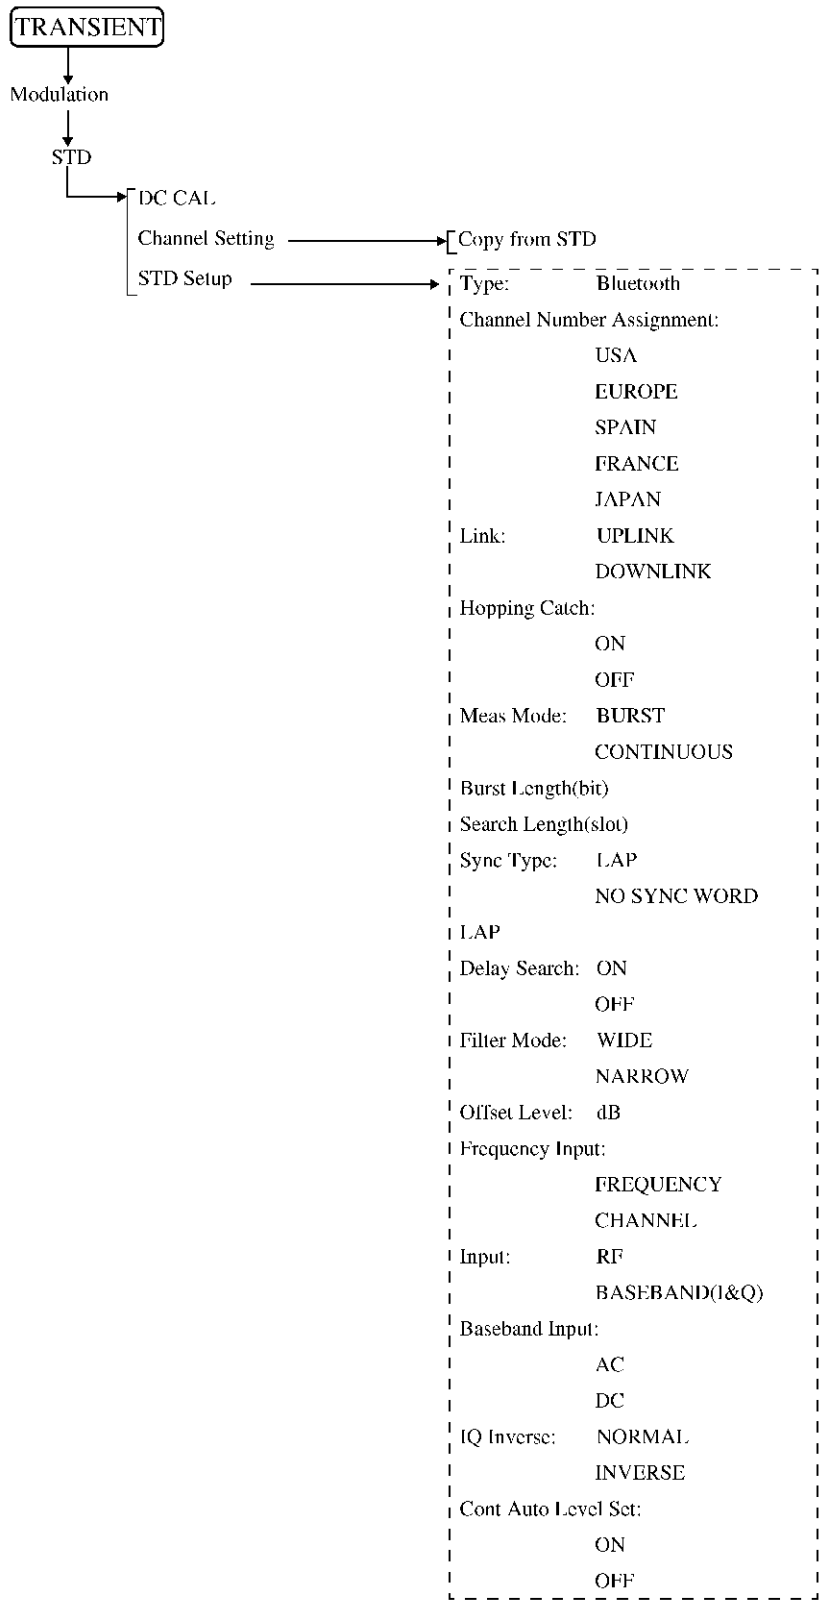 TRANSIENT
Modulation
STD
DC CAL
Channel Setting
Copy from STD
STD Setup
Type: Bluetooth
Channel Number Assignment:
USA
EUROPE
SPAIN
FRANCE
JAPAN
Link: UPLINK
DOWNLINK
Hopping Catch:
ON
OFF
Meas Mode: BURST
CONTINUOUS
Burst Length(bit)
Search Length(slot)
Sync Type: LAP
NO SYNC WORD
LAP
Delay Search: ON
OFF
Filter Mode: WIDE
NARROW
Offset Level: dB
Frequency Input:
FREQUENCY
CHANNEL
Input: RF
BASEBAND(I&Q)
Baseband Input:
AC
DC
IQ Inverse: NORMAL
INVERSE
Cont Auto Level Set:
ON
OFF